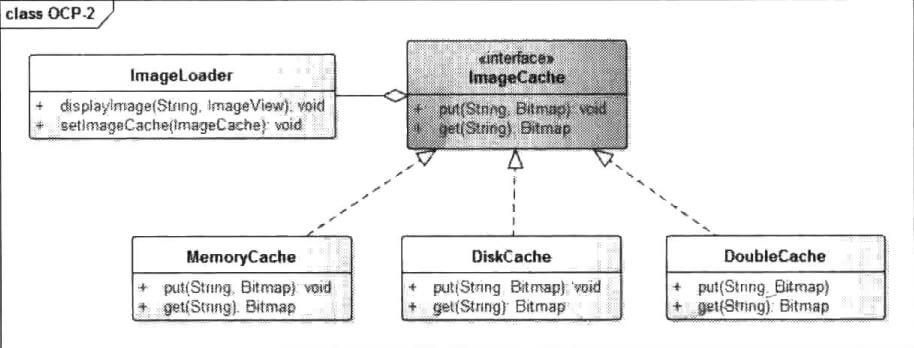 class OCP-2
«interface»
ImageCache
+ put(String, Bitmap): void
+ get(String): Bitmap
ImageLoader
+ displayImage(String, ImageView): void
+ setImageCache(ImageCache): void
MemoryCache
+ put(String, Bitmap): void
+ get(String): Bitmap
DiskCache
+ put(String, Bitmap): void
+ get(String): Bitmap
DoubleCache
+ put(String, Bitmap)
+ get(String): Bitmap